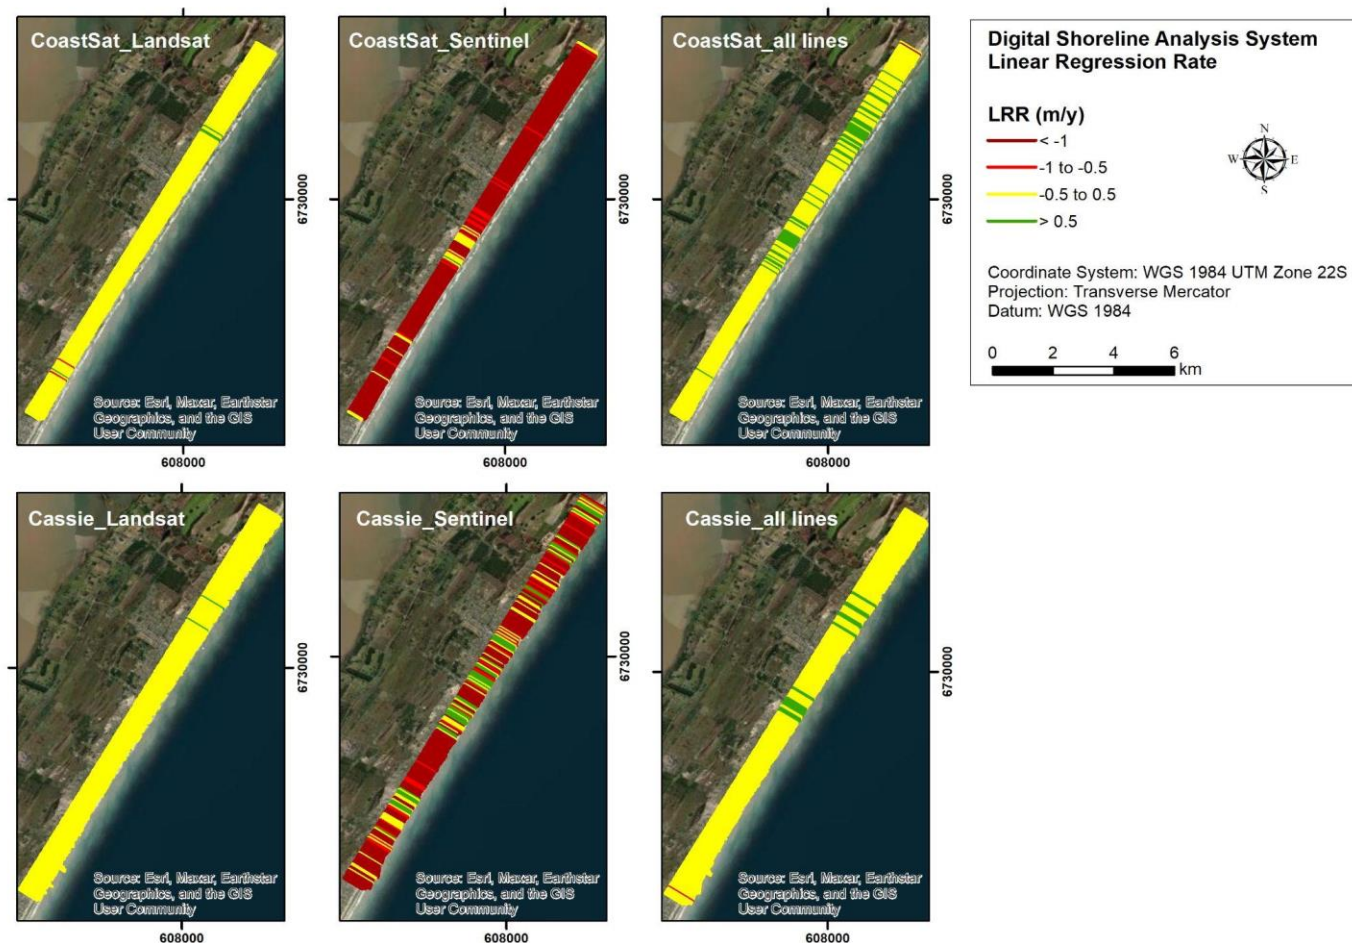 CoastSat_Landsat
Source: Esri, Maxar, Earthstar
Geographics, and the GIS
User Community
6730000
608000
CoastSat_Sentinel
Source: Esri, Maxar, Earthstar
Geographics, and the GIS
User Community
6730000
608000
CoastSat_all lines
Source: Esri, Maxar, Earthstar
Geographics, and the GIS
User Community
6730000
608000
Digital Shoreline Analysis System
Linear Regression Rate
LRR (m/y)
< -1
-1 to -0.5
-0.5 to 0.5
> 0.5
N
W E
S
Coordinate System: WGS 1984 UTM Zone 22S
Projection: Transverse Mercator
Datum: WGS 1984
0 2 4 6
km
Cassie_Landsat
Source: Esri, Maxar, Earthstar
Geographics, and the GIS
User Community
6730000
608000
Cassie_Sentinel
Source: Esri, Maxar, Earthstar
Geographics, and the GIS
User Community
6730000
608000
Cassie_all lines
Source: Esri, Maxar, Earthstar
Geographics, and the GIS
User Community
6730000
608000